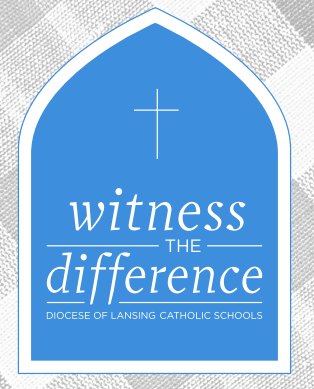 witness
THE
difference
DIOCESE OF LANSING CATHOLIC SCHOOLS